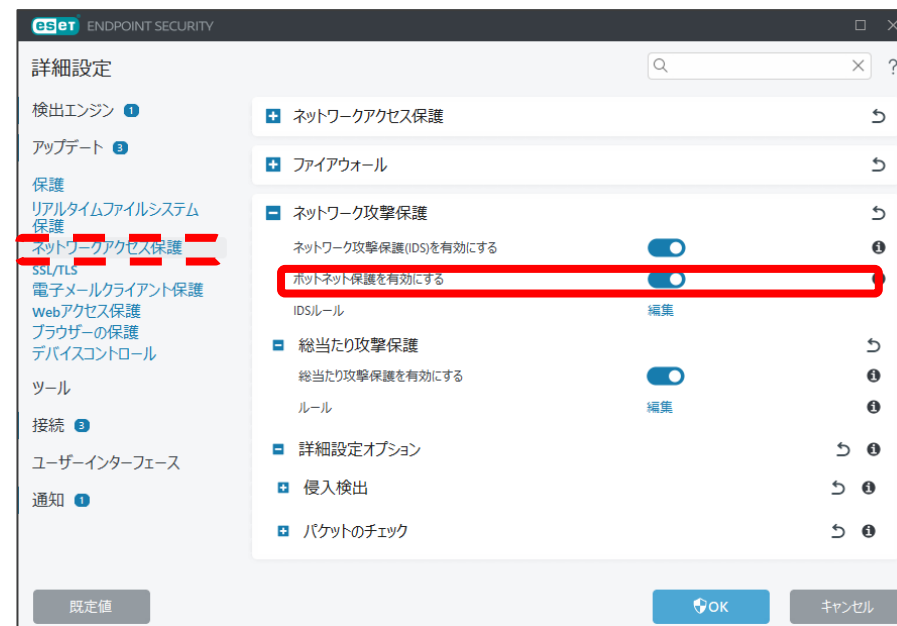 eset ENDPOINT SECURITY
詳細設定
検出エンジン 1
アップデート 3
保護
リアルタイムファイルシステム
保護
ネットワークアクセス保護
SSL/TLS
電子メールクライアント保護
Webアクセス保護
ブラウザーの保護
デバイスコントロール
ツール
接続 3
ユーザーインターフェース
通知 1
ネットワークアクセス保護
ファイアウォール
ネットワーク攻撃保護
ネットワーク攻撃保護(IDS)を有効にする
ボットネット保護を有効にする
IDSルール 編集
総当たり攻撃保護
総当たり攻撃保護を有効にする
ルール 編集
詳細設定オプション
侵入検出
パケットのチェック
既定値 OK キャンセル